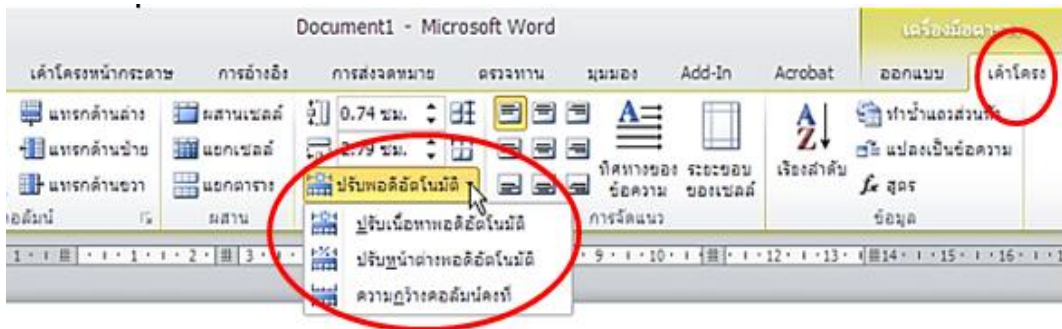 Document1 - Microsoft Word
เค้าโครงหน้ากระดาษ การอ้างอิง การส่งจดหมาย ตรวจทาน มุมมอง Add-In Acrobat ออกแบบ เค้าโครง
แทรกด้านล่าง ผสานเซลล์ 0.74 ซม. ทำซ้ำแถวส่วนหัว
แทรกด้านซ้าย แยกเซลล์ 2.79 ซม. ทิศทางของข้อความ ระยะขอบของเซลล์ เรียงลำดับ แปลงเป็นข้อความ
แทรกด้านขวา แยกตาราง ปรับพอดีอัตโนมัติ สูตร
ผสาน การจัดแนว ข้อมูล
ปรับเนื้อหาพอดีอัตโนมัติ
ปรับหน้าต่างพอดีอัตโนมัติ
ความกว้างคอลัมน์คงที่
1 2 3 9 10 12 13 14 15 16